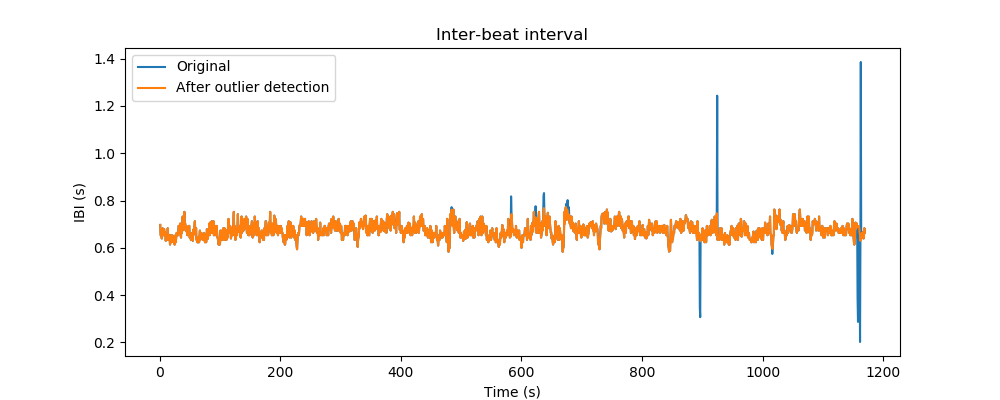 Inter-beat interval
Original
After outlier detection
IBI (s)
1.4
1.2
1.0
0.8
0.6
0.4
0.2
0
200
400
600
800
1000
1200
Time (s)